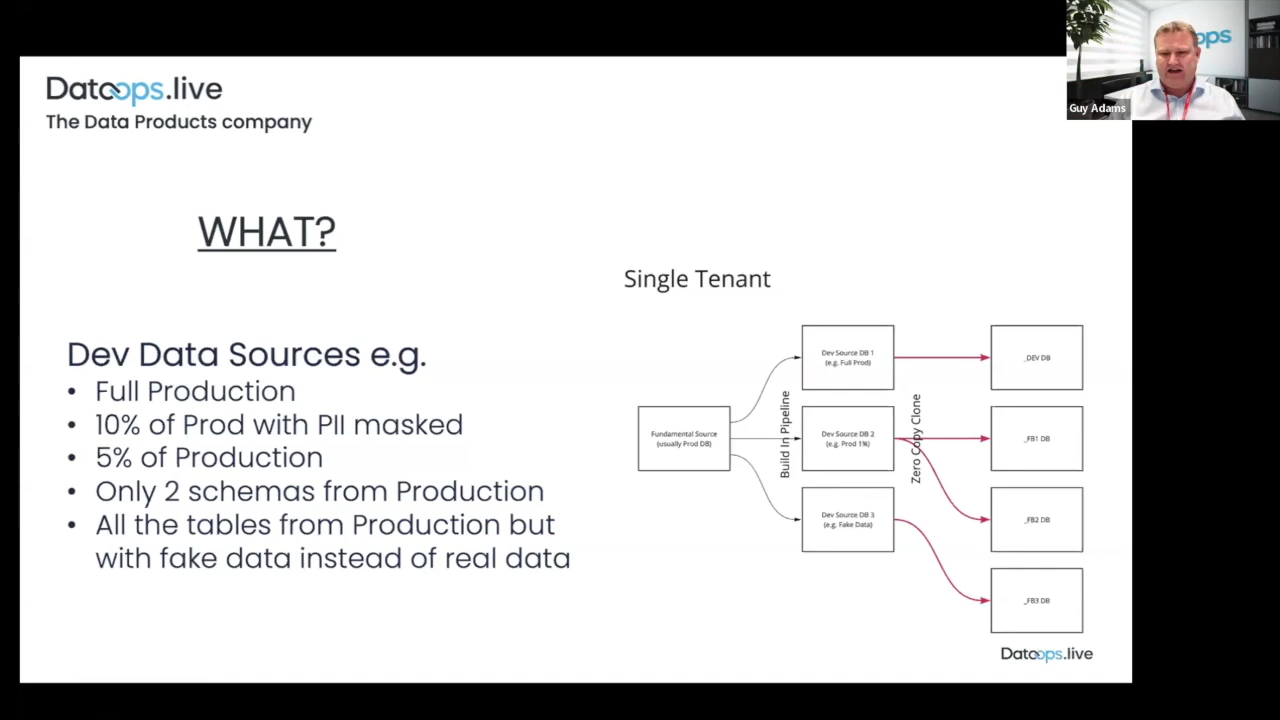 Dataops.live
The Data Products company
ops
Guy Adams
WHAT?
Dev Data Sources e.g.
• Full Production
• 10% of Prod with PII masked
• 5% of Production
• Only 2 schemas from Production
• All the tables from Production but
with fake data instead of real data
Single Tenant
Fundamental Source
(usually Prod DB)
Build In Pipeline
Dev Source DB 1
(e.g. Full Prod)
Dev Source DB 2
(e.g. Prod 1%)
Dev Source DB 3
(e.g. Fake Data)
Zero Copy Clone
_DEV DB
_FB1 DB
_FB2 DB
_FB3 DB
Dataops.live